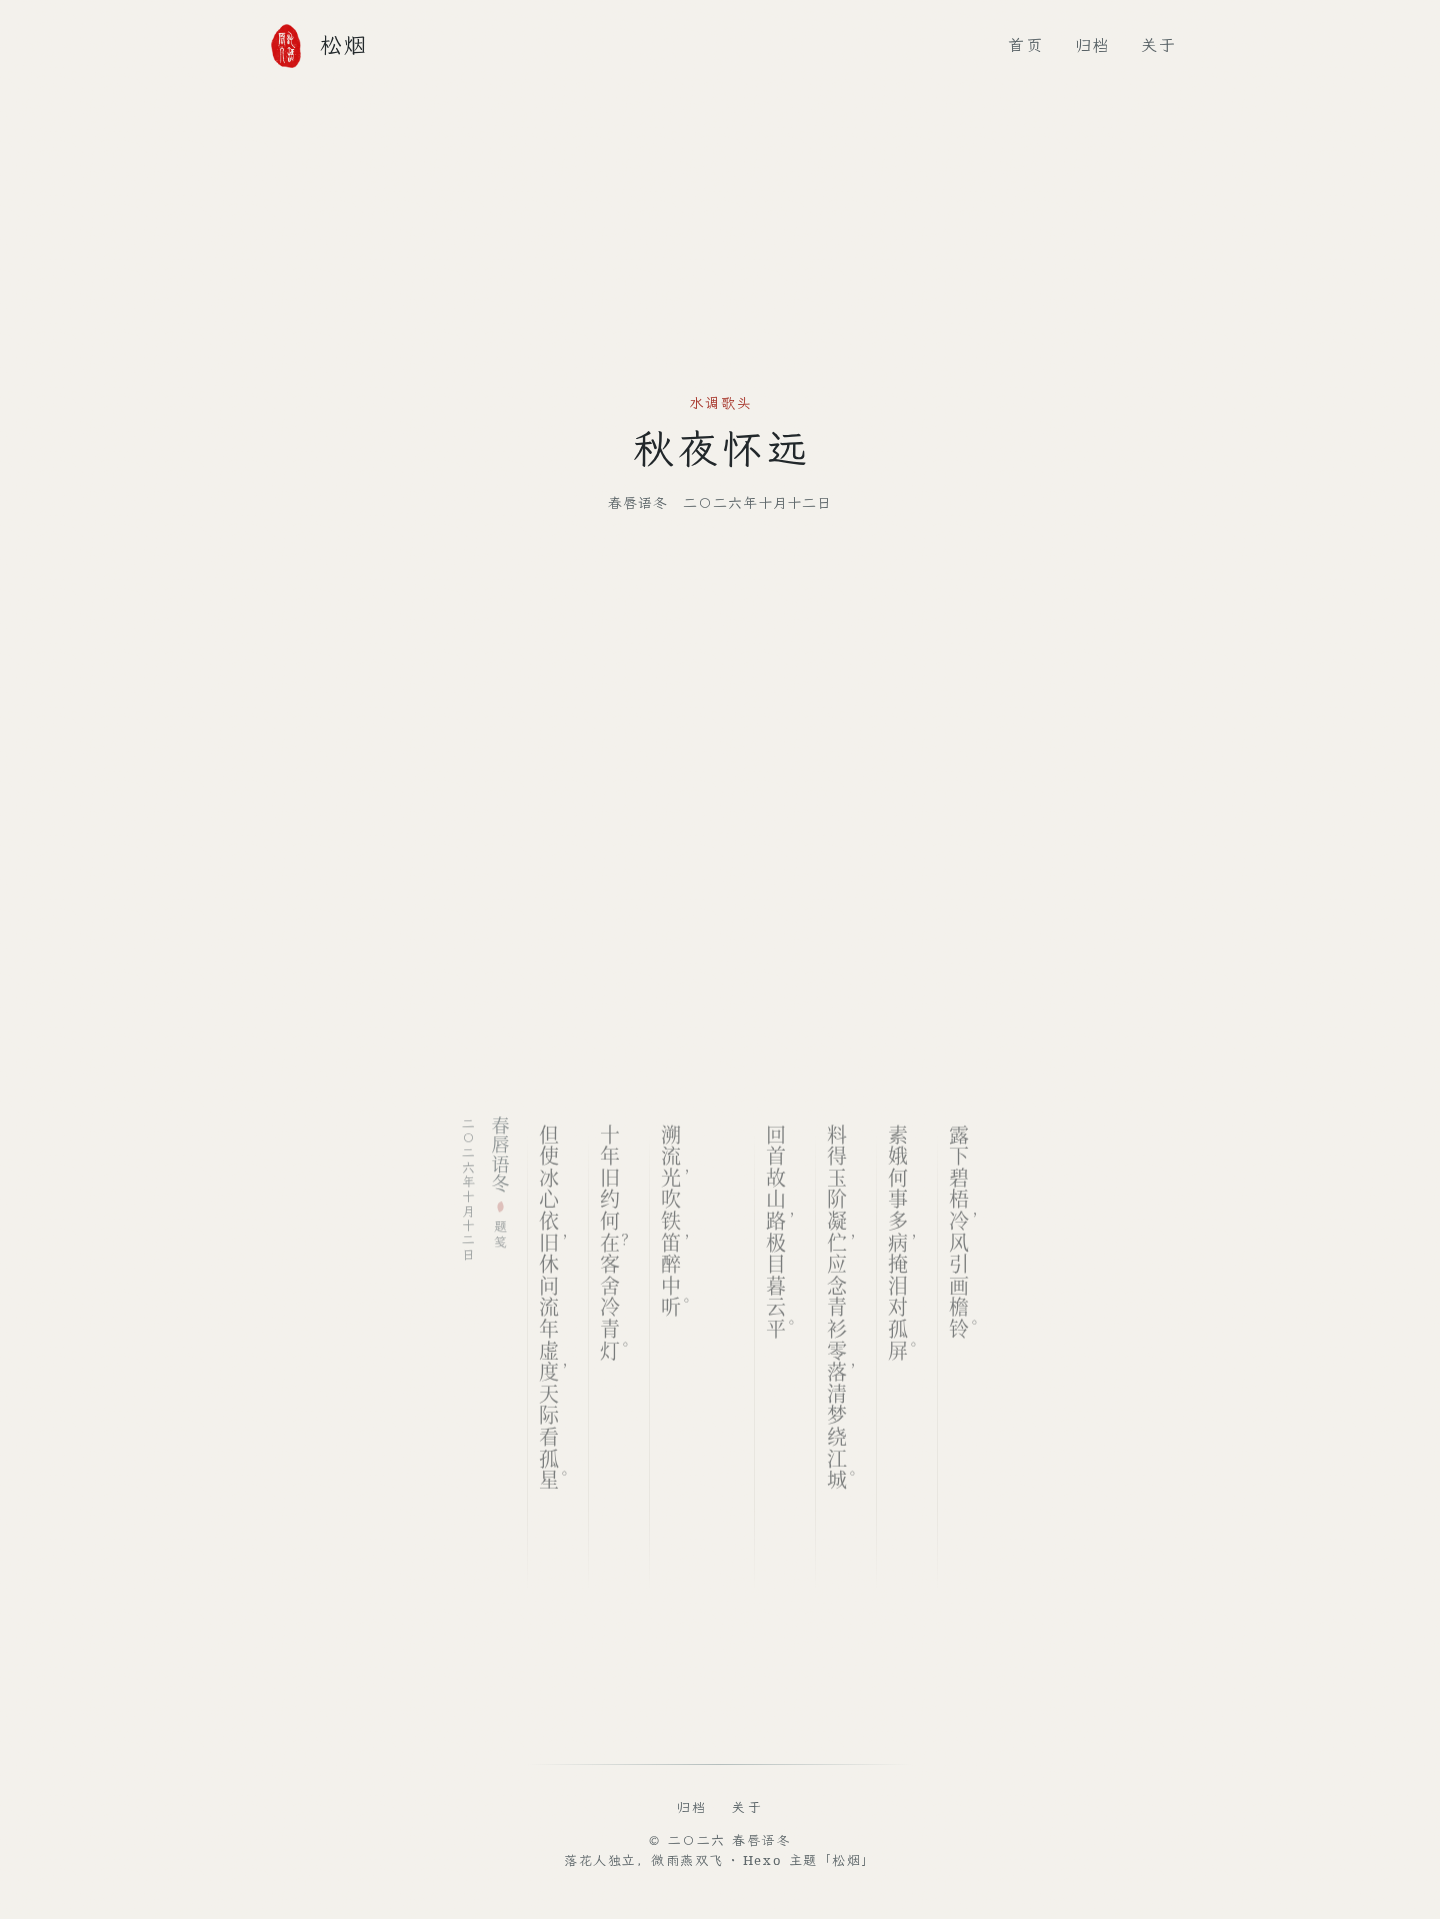 松烟
首页 归档 关于
水调歌头
秋夜怀远
春唇语冬 二〇二六年十月十二日
露下碧梧冷，风引画檐铃。
素娥何事多病，掩泪对孤屏。
料得玉阶凝伫，应念青衫零落，清梦绕江城。
回首故山路，极目暮云平。
溯流光，吹铁笛，醉中听。
十年旧约何在？客舍冷青灯。
但使冰心依旧，休问流年虚度，天际看孤星。
春唇语冬 题笺
二〇二六年十月十二日
归档 关于
© 二〇二六 春唇语冬
落花人独立，微雨燕双飞 · Hexo 主题「松烟」